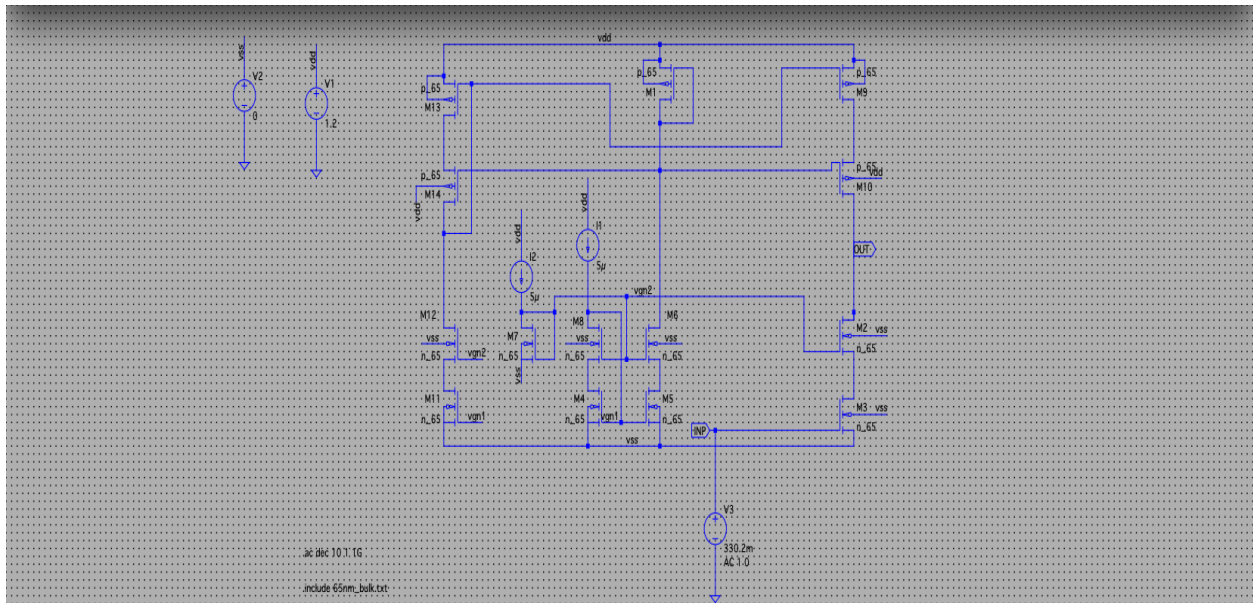 vdd
vss
vdd
V2
0
V1
1.2
p_65
M13
p_65
M1
p_65
M9
p_65
M14
vdd
p_65
vdd
M10
vdd
I1
5µ
vdd
I2
5µ
OUT
vgn2
M12
vss
n_65
vgn2
M7
n_65
vss
M8
vss
n_65
M6
vss
n_65
M2
vss
n_65
M11
n_65
vgn1
M4
n_65
vgn1
M5
n_65
M3
vss
n_65
INP
vss
V3
330.2m
AC 1 0
.ac dec 10 1 1G
.include 65nm_bulk.txt